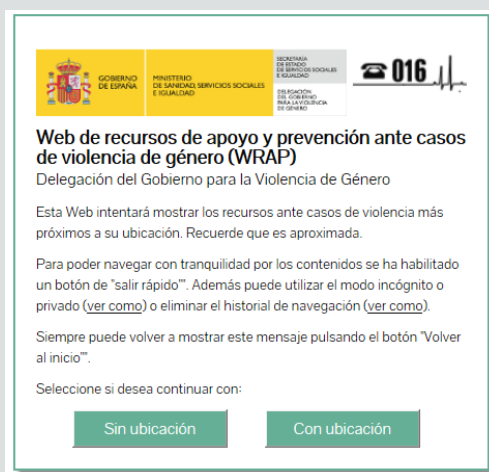 GOBIERNO
DE ESPAÑA
MINISTERIO
DE SANIDAD, SERVICIOS SOCIALES
E IGUALDAD
SECRETARÍA
DE ESTADO
DE SERVICIOS SOCIALES
E IGUALDAD
DELEGACIÓN
DEL GOBIERNO
PARA LA VIOLENCIA
DE GÉNERO
016
Web de recursos de apoyo y prevención ante casos
de violencia de género (WRAP)
Delegación del Gobierno para la Violencia de Género
Esta Web intentará mostrar los recursos ante casos de violencia más
próximos a su ubicación. Recuerde que es aproximada.
Para poder navegar con tranquilidad por los contenidos se ha habilitado
un botón de "salir rápido"". Además puede utilizar el modo incógnito o
privado (ver como) o eliminar el historial de navegación (ver como).
Siempre puede volver a mostrar este mensaje pulsando el botón "Volver
al inicio"".
Seleccione si desea continuar con:
Sin ubicación
Con ubicación